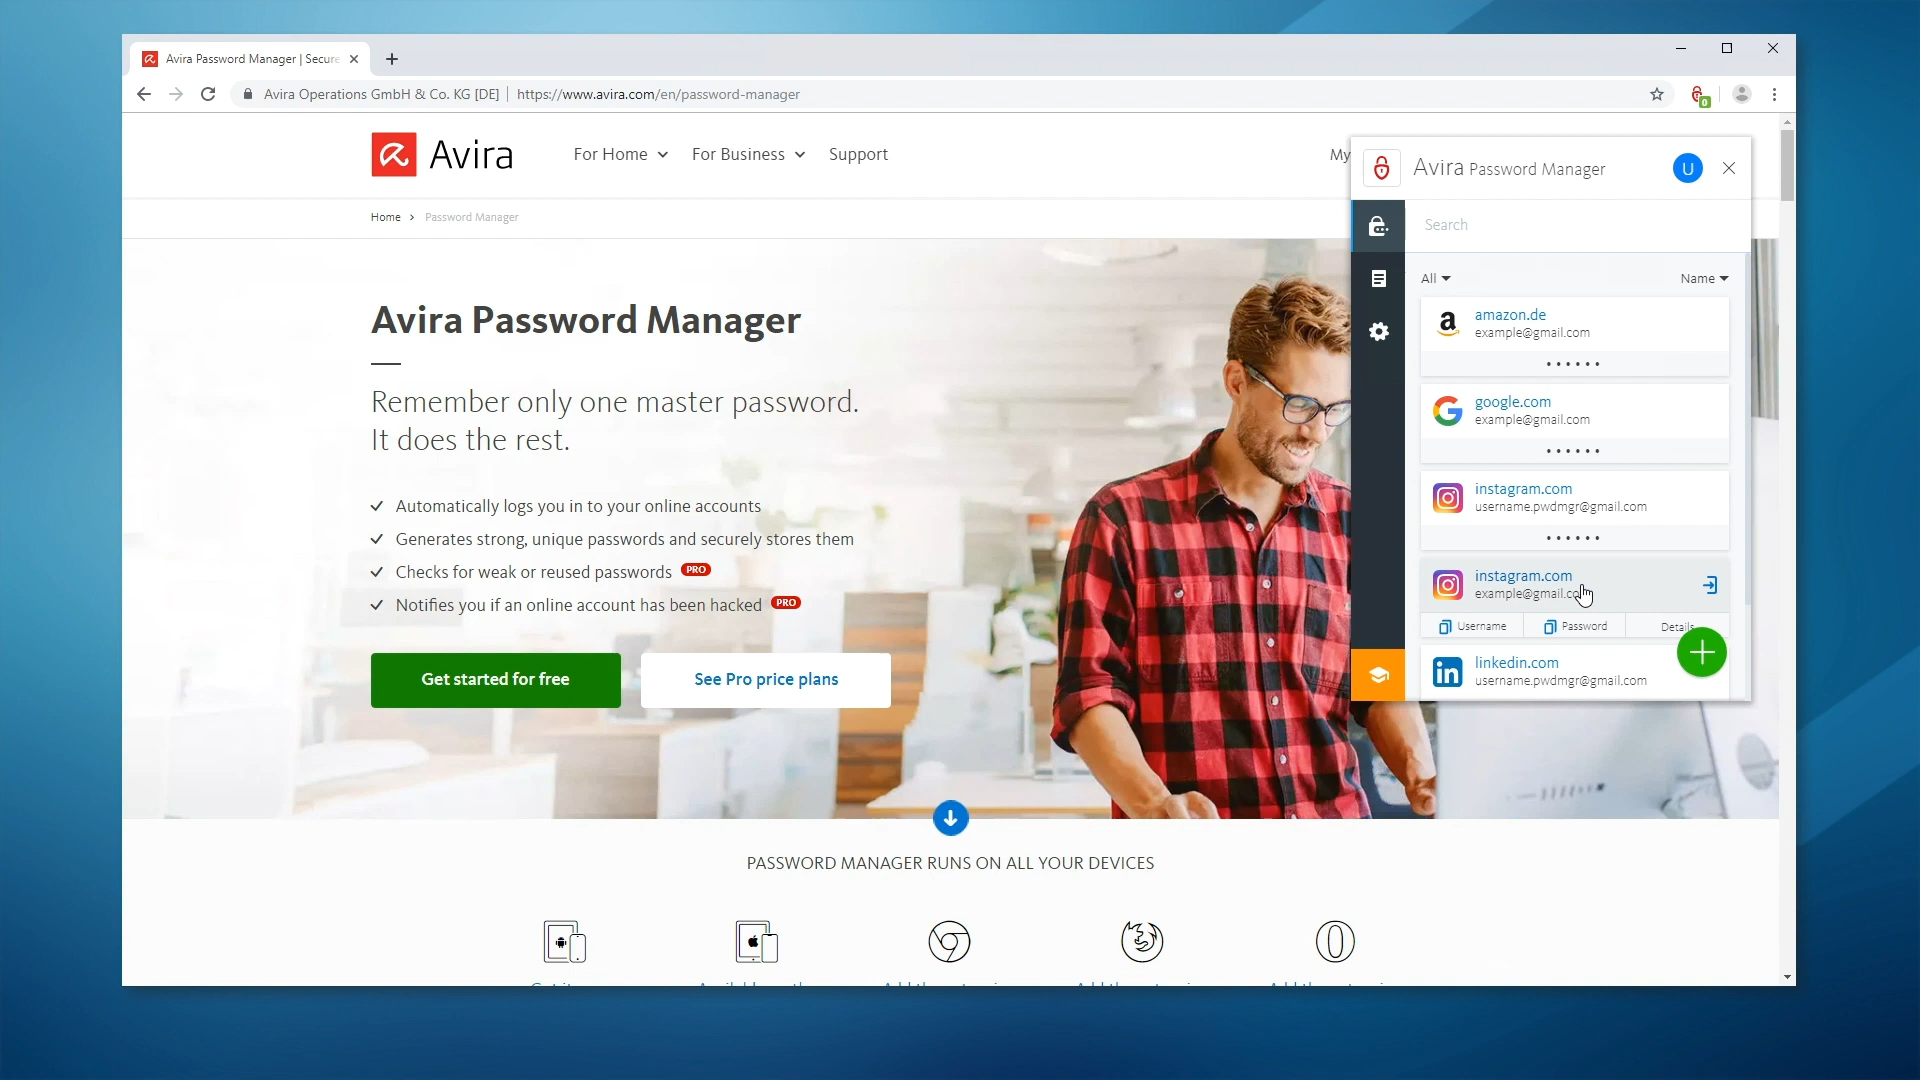 Avira Password Manager | Secure
Avira Operations GmbH & Co. KG [DE] | https://www.avira.com/en/password-manager
0
Avira
For Home
For Business
Support
My
Home
Password Manager
Avira Password Manager
Remember only one master password.
It does the rest.
Automatically logs you in to your online accounts
Generates strong, unique passwords and securely stores them
Checks for weak or reused passwords PRO
Notifies you if an online account has been hacked PRO
Get started for free
See Pro price plans
PASSWORD MANAGER RUNS ON ALL YOUR DEVICES
Avira Password Manager
U
Search
All
Name
a
amazon.de
example@gmail.com
google.com
example@gmail.com
instagram.com
username.pwdmgr@gmail.com
instagram.com
example@gmail.co
Username
Password
Details
in
linkedin.com
username.pwdmgr@gmail.com